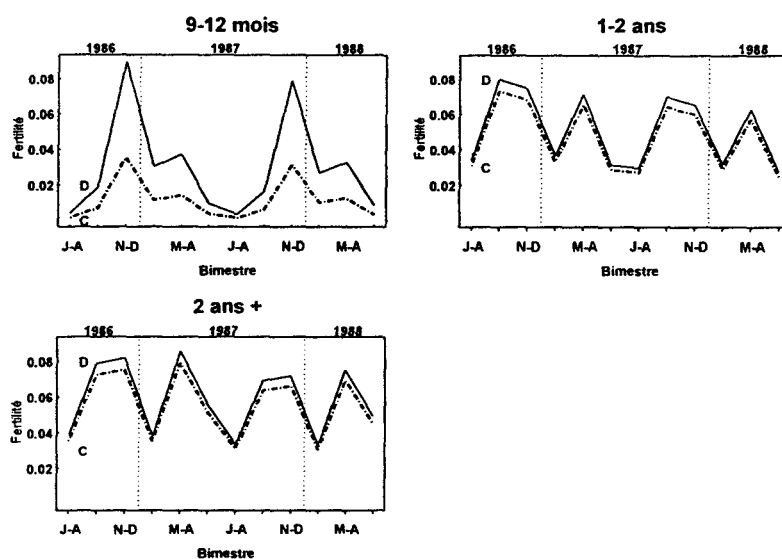 9-12 mois
1986 1987 1988
0.08
0.06
0.04
0.02
Fertilité
D
C
J-A N-D M-A J-A N-D M-A
Bimestre
1-2 ans
1986 1987 1988
0.08
0.06
0.04
0.02
Fertilité
D
C
J-A N-D M-A J-A N-D M-A
Bimestre
2 ans +
1986 1987 1988
0.08
0.06
0.04
0.02
Fertilité
D
C
J-A N-D M-A J-A N-D M-A
Bimestre